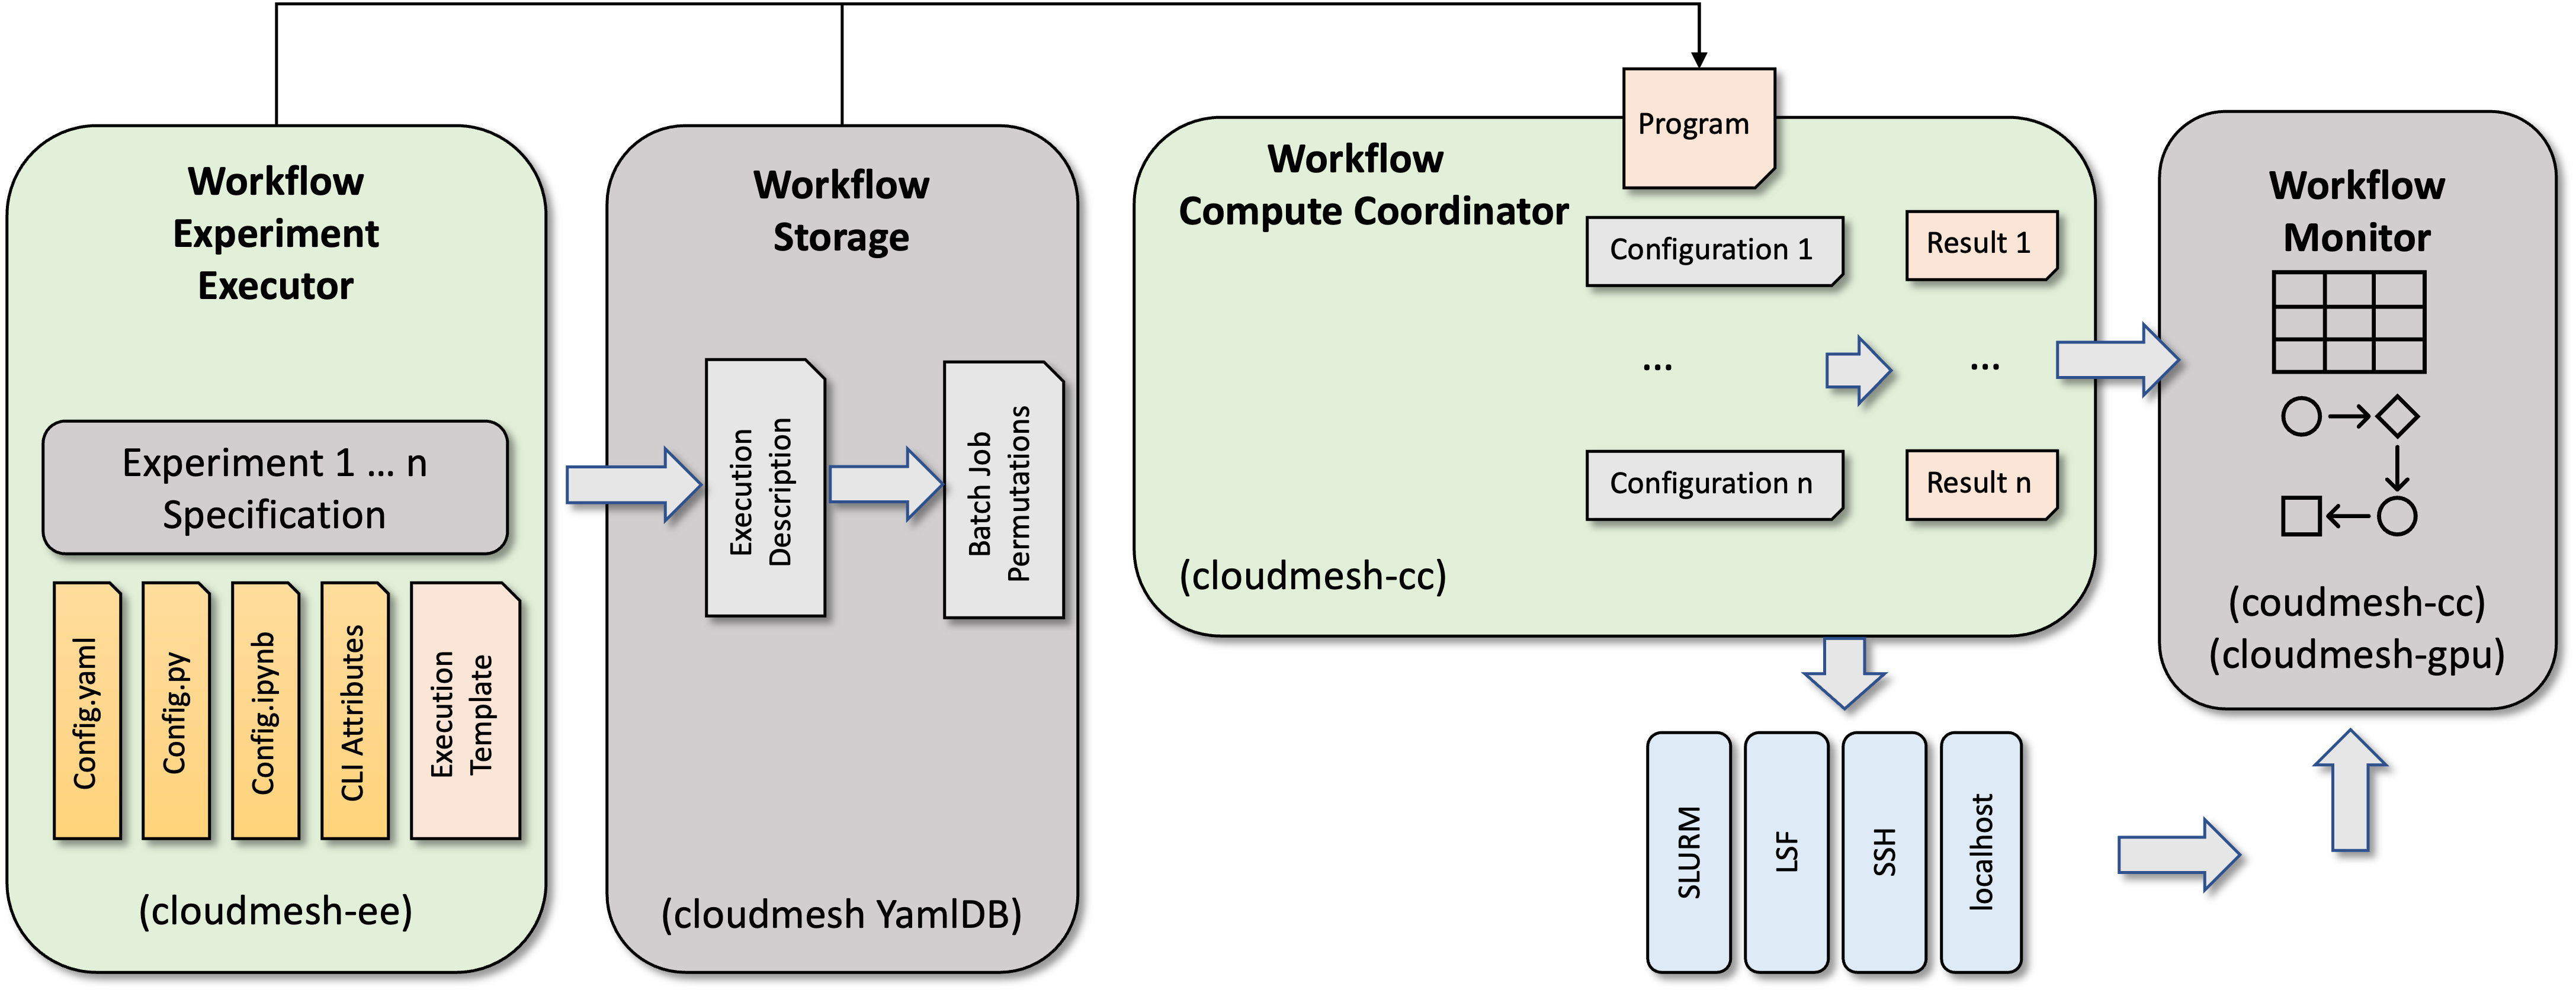 Workflow
Experiment
Executor
Experiment 1 ... n
Specification
Config.yaml
Config.py
Config.ipynb
CLI Attributes
Execution
Template
(cloudmesh-ee)
Workflow
Storage
Execution
Description
Batch Job
Permutations
(cloudmesh YamlDB)
Program
Workflow
Compute Coordinator
Configuration 1
Result 1
...
...
Configuration n
Result n
(cloudmesh-cc)
SLURM
LSF
SSH
localhost
Workflow
Monitor
(coudmesh-cc)
(cloudmesh-gpu)